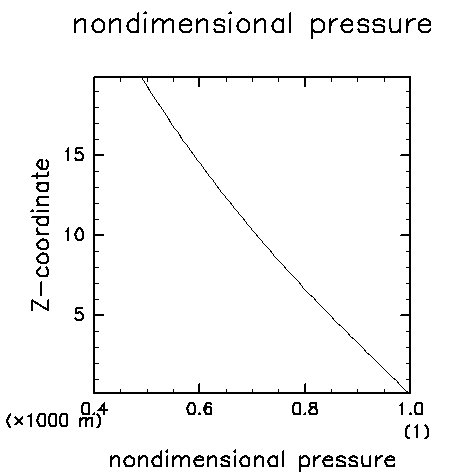 nondimensional pressure
Z-coordinate
15
10
5
0.4 0.6 0.8 1.0
(×1000 m) (1)
nondimensional pressure